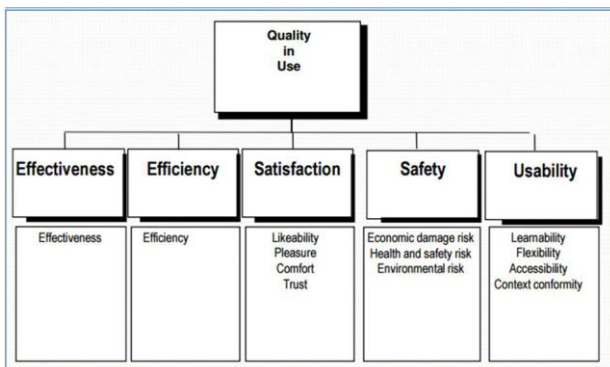 Quality
in
Use
Effectiveness
Efficiency
Satisfaction
Safety
Usability
Effectiveness
Efficiency
Likeability
Pleasure
Comfort
Trust
Economic damage risk
Health and safety risk
Environmental risk
Learnability
Flexibility
Accessibility
Context conformity